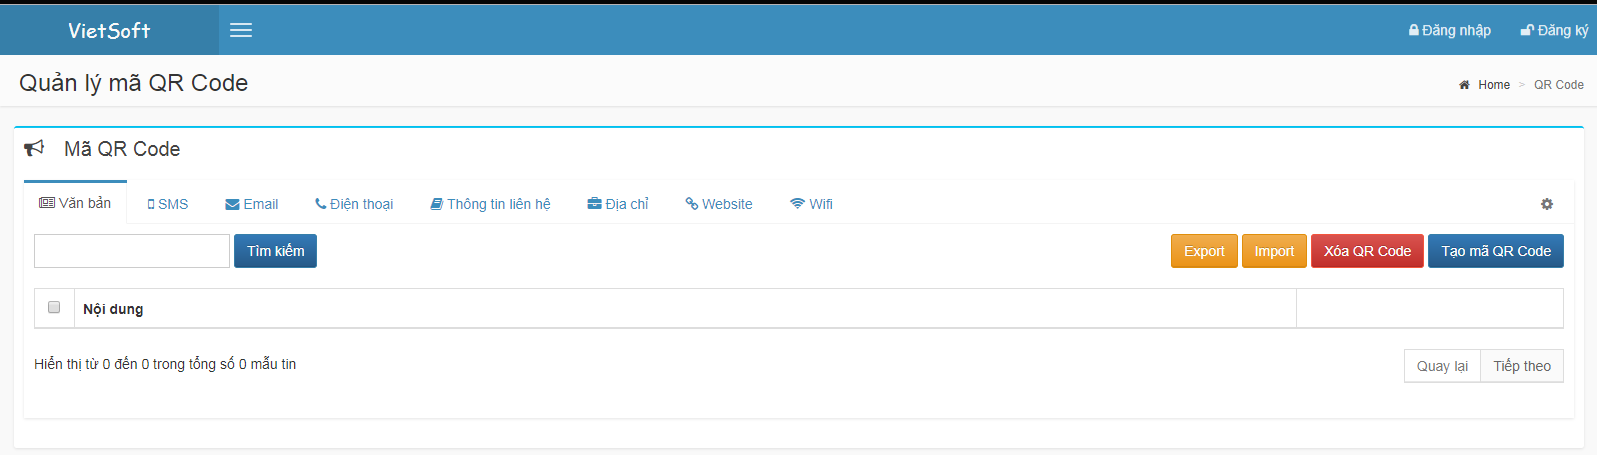 VietSoft
Đăng nhập
Đăng ký
Quản lý mã QR Code
Home > QR Code
Mã QR Code
Văn bản
SMS
Email
Điện thoại
Thông tin liên hệ
Địa chỉ
Website
Wifi
Tìm kiếm
Export
Import
Xóa QR Code
Tạo mã QR Code
Nội dung
Hiển thị từ 0 đến 0 trong tổng số 0 mẫu tin
Quay lại
Tiếp theo